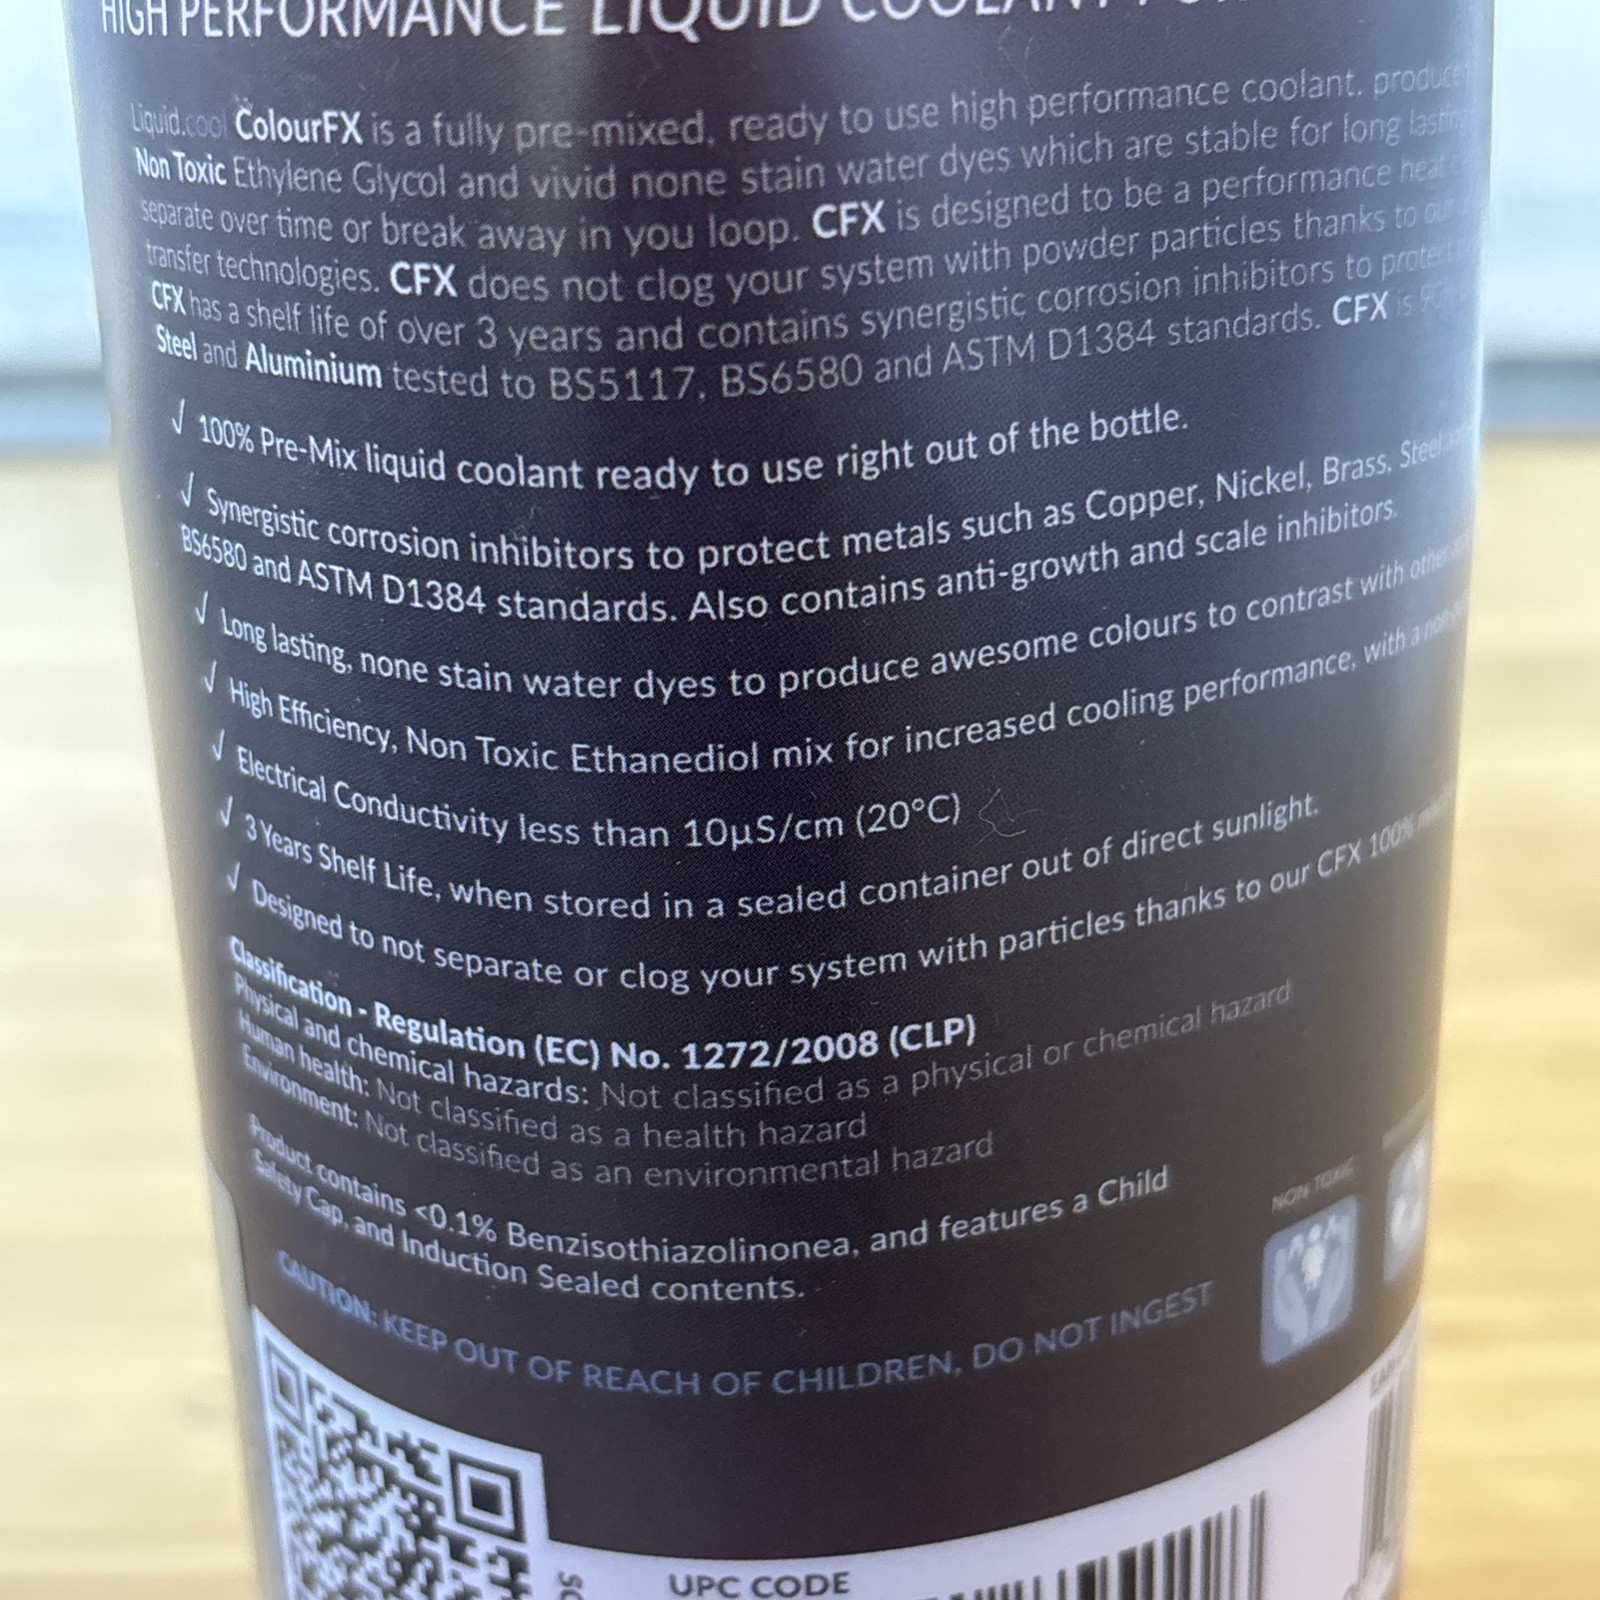 HIGH PERFORMANCE LIQUID COOLANT
Liquid.cool ColourFX is a fully pre-mixed, ready to use high performance coolant, produced
Non Toxic Ethylene Glycol and vivid none stain water dyes which are stable for long lasting
separate over time or break away in you loop. CFX is designed to be a performance heat
transfer technologies. CFX does not clog your system with powder particles thanks to our
CFX has a shelf life of over 3 years and contains synergistic corrosion inhibitors to protect
Steel and Aluminium tested to BS5117, BS6580 and ASTM D1384 standards. CFX is
√ 100% Pre-Mix liquid coolant ready to use right out of the bottle.
√ Synergistic corrosion inhibitors to protect metals such as Copper, Nickel, Brass, Steel
BS6580 and ASTM D1384 standards. Also contains anti-growth and scale inhibitors.
√ Long lasting, none stain water dyes to produce awesome colours to contrast with other
√ High Efficiency, Non Toxic Ethanediol mix for increased cooling performance, with a
√ Electrical Conductivity less than 10µS/cm (20°C)
√ 3 Years Shelf Life, when stored in a sealed container out of direct sunlight.
√ Designed to not separate or clog your system with particles thanks to our CFX 100%
Classification - Regulation (EC) No. 1272/2008 (CLP)
Physical and chemical hazards: Not classified as a physical or chemical hazard
Human health: Not classified as a health hazard
Environment: Not classified as an environmental hazard
Product contains <0.1% Benzisothiazolinonea, and features a Child
Safety Cap, and Induction Sealed contents.
NON TOXIC
CAUTION: KEEP OUT OF REACH OF CHILDREN, DO NOT INGEST
UPC CODE